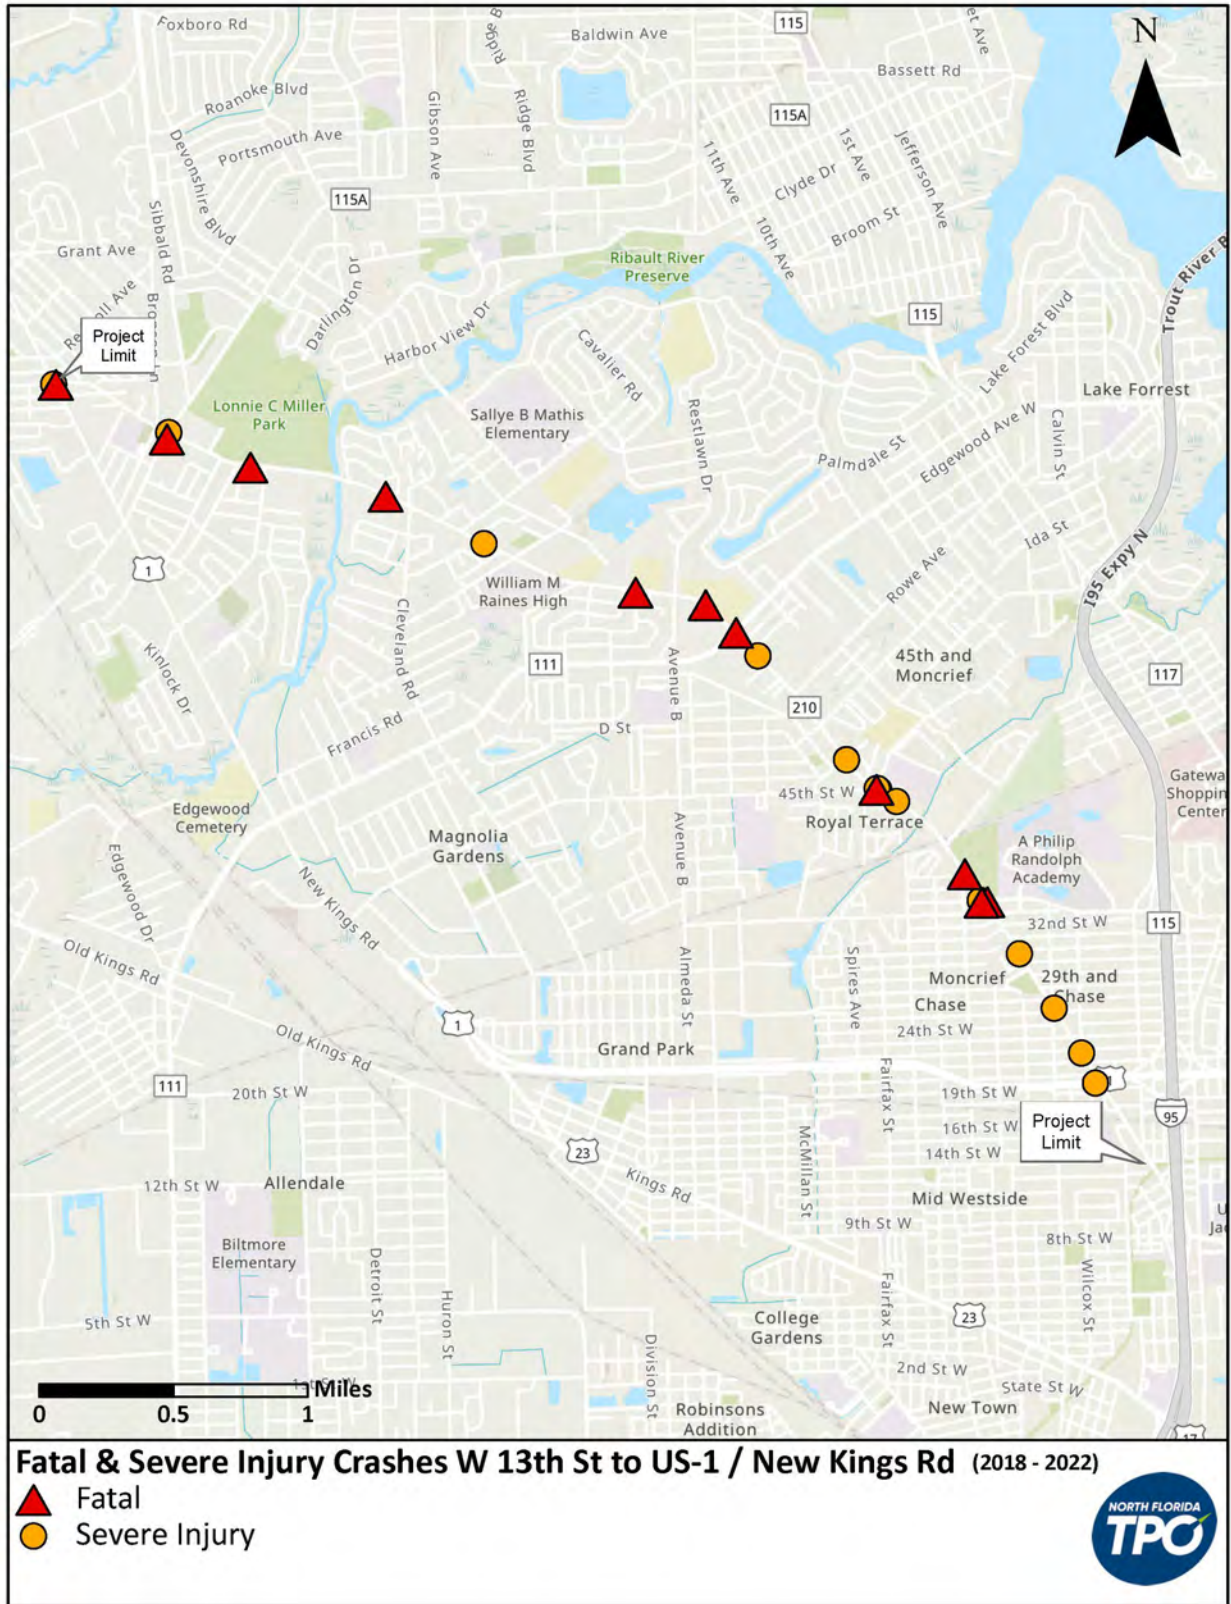 Foxboro Rd
Baldwin Ave
115
N
Bassett Rd
Roanoke Blvd
Gibson Ave
Ridge Blvd
115A
Portsmouth Ave
Devonshire Blvd
11th Ave
1st Ave
Jefferson Ave
Clyde Dr
115A
Sibbald Rd
Broom St
10th Ave
Grant Ave
Ribault River
Preserve
Darlington Dr
Trout River B
115
Harbor View Dr
Project
Limit
Cavalier Rd
Lake Forest Blvd
Lake Forrest
Lonnie C Miller
Park
Sallye B Mathis
Elementary
Restlawn Dr
Edgewood Ave W
Calvin St
Palmdale St
Ida St
I95 Expy N
1
William M
Raines High
Rowe Ave
Cleveland Rd
Kinlock Dr
111
Avenue B
45th and
Moncrief
117
210
Francis Rd
D St
Edgewood
Cemetery
45th St W
Royal Terrace
Gatewa
Shoppin
Center
Magnolia
Gardens
Avenue B
A Philip
Randolph
Academy
Edgewood Dr
New Kings Rd
32nd St W
115
Old Kings Rd
Almeda St
Spires Ave
Moncrief
29th and
Chase
Chase
1
24th St W
Old Kings Rd
Grand Park
111
20th St W
Fairfax St
19th St W
1
Project
Limit
95
16th St W
14th St W
23
McMillan St
Kings Rd
12th St W
Allendale
Mid Westside
9th St W
8th St W
U
Jac
Biltmore
Elementary
Detroit St
Huron St
Fairfax St
Wilcox St
5th St W
College
Gardens
23
Division St
2nd St W
State St W
1st St W
Miles
0 0.5 1
Robinsons
Addition
New Town
17
Fatal & Severe Injury Crashes W 13th St to US-1 / New Kings Rd (2018 - 2022)
Fatal
Severe Injury
NORTH FLORIDA
TPO